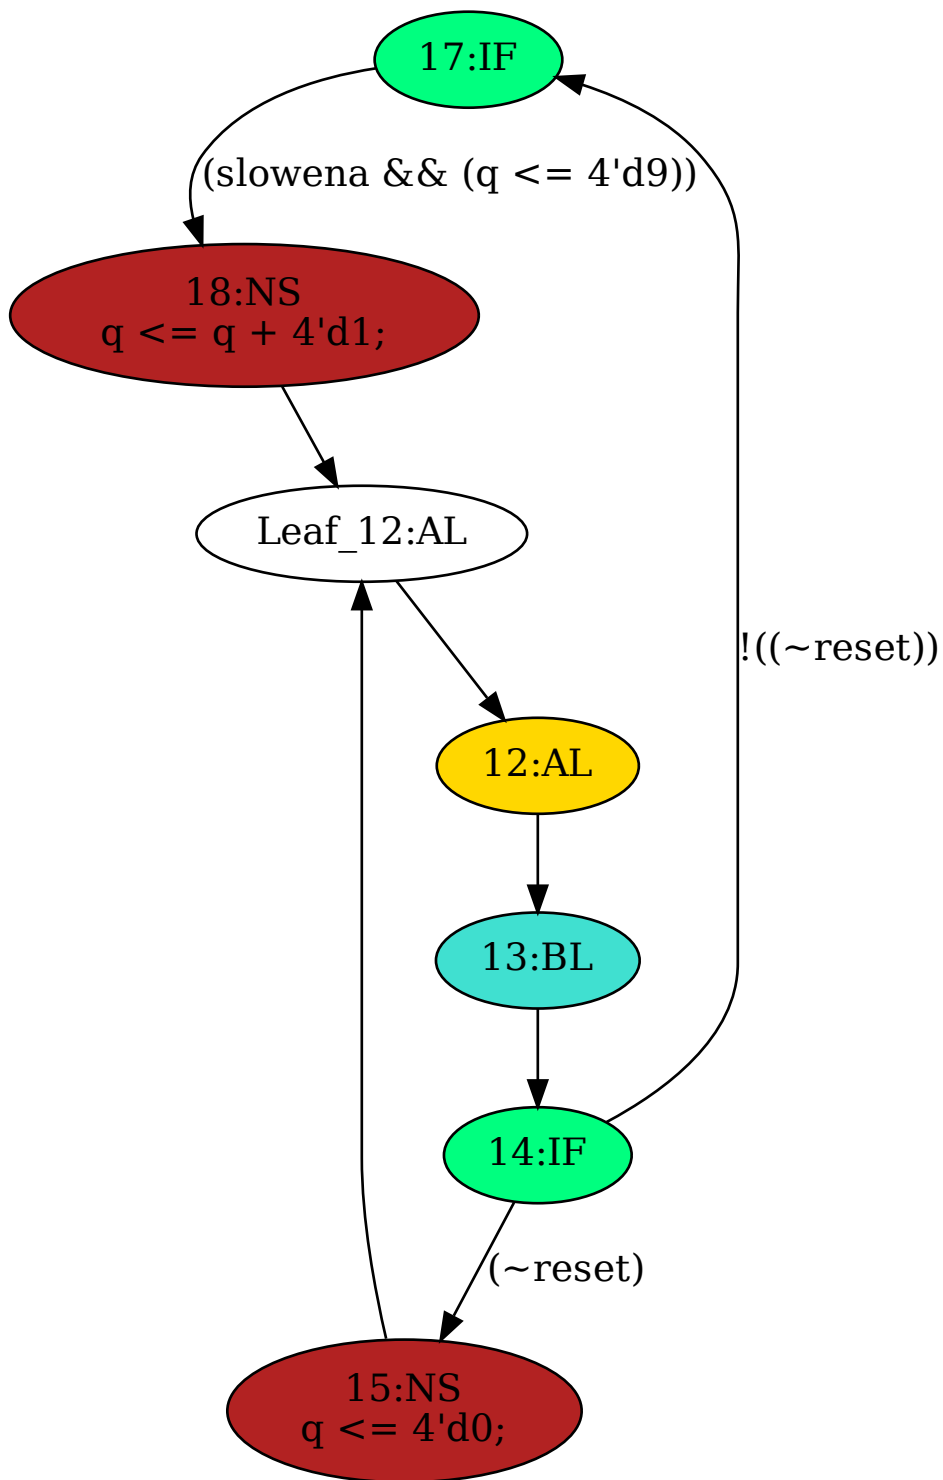 17:IF
(slowena && (q <= 4'd9))
18:NS
q <= q + 4'd1;
Leaf_12:AL
!((~reset))
12:AL
13:BL
14:IF
(~reset)
15:NS
q <= 4'd0;